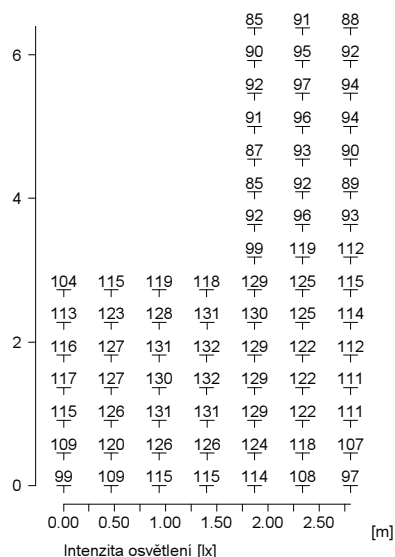 85 91 88
6 90 95 92
92 97 94
91 96 94
87 93 90
85 92 89
4
92 96 93
99 119 112
104 115 119 118 129 125 115
113 123 128 131 130 125 114
2 116 127 131 132 129 122 112
117 127 130 132 129 122 111
115 126 131 131 129 122 111
109 120 126 126 124 118 107
0 99 109 115 115 114 108 97
0.00 0.50 1.00 1.50 2.00 2.50
[m]
Intenzita osvětlení [lx]